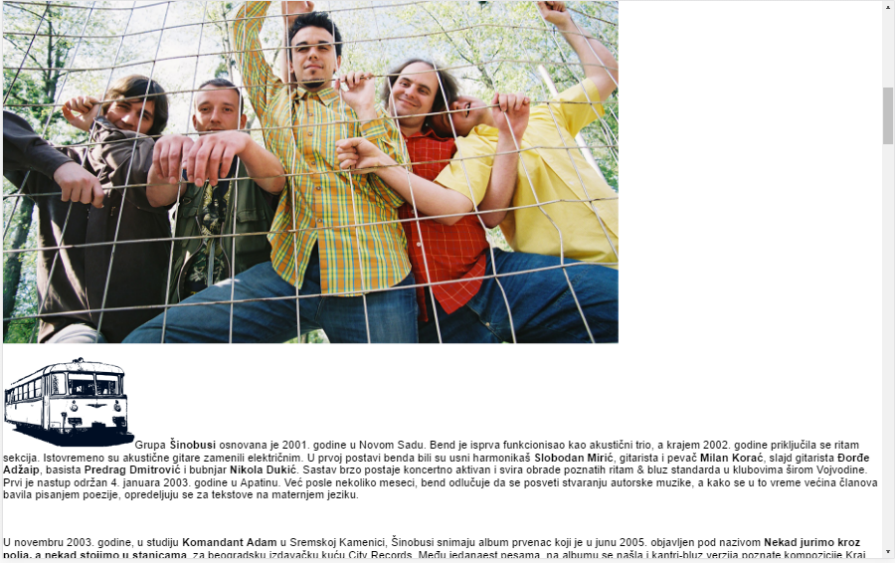 Grupa Šinobusi osnovana je 2001. godine u Novom Sadu. Bend je isprva funkcionisao kao akustični trio, a krajem 2002. godine priključila se ritam
sekcija. Istovremeno su akustične gitare zamenili električnim. U prvoj postavi benda bili su usni harmonikaš Slobodan Mirić, gitarista i pevač Milan Korać, slajd gitarista Đorđe
Adžaip, basista Predrag Dmitrović i bubnjar Nikola Dukić. Sastav brzo postaje koncertno aktivan i svira obrade poznatih ritam & bluz standarda u klubovima širom Vojvodine.
Prvi je nastup održan 4. januara 2003. godine u Apatinu. Već posle nekoliko meseci, bend odlučuje da se posveti stvaranju autorske muzike, a kako se u to vreme većina članova
bavila pisanjem poezije, opredeljuju se za tekstove na maternjem jeziku.
U novembru 2003. godine, u studiju Komandant Adam u Sremskoj Kamenici, Šinobusi snimaju album prvenac koji je u junu 2005. objavljen pod nazivom Nekad jurimo kroz
polja, a nekad stojimo u stanicama, za beogradsku izdavačku kuću City Records. Među jedanaest pesama, na albumu se našla i kantri-bluz verzija poznate kompozicije Kraj